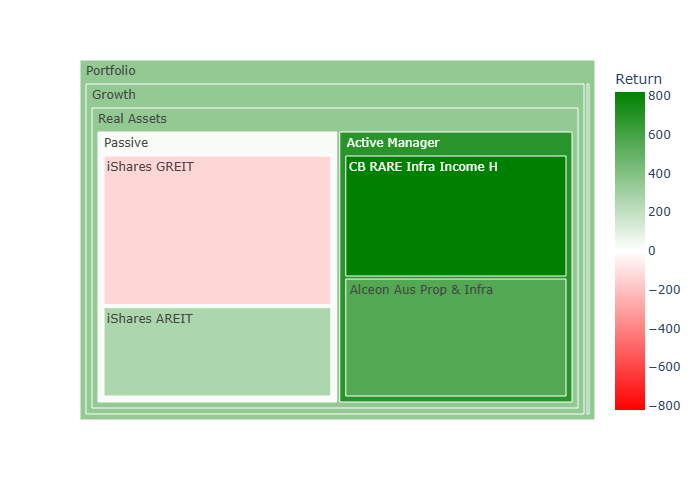 Portfolio
Growth
Real Assets
Passive
Active Manager
iShares GREIT
CB RARE Infra Income H
iShares AREIT
Alceon Aus Prop & Infra
Return
800
600
400
200
0
−200
−400
−600
−800